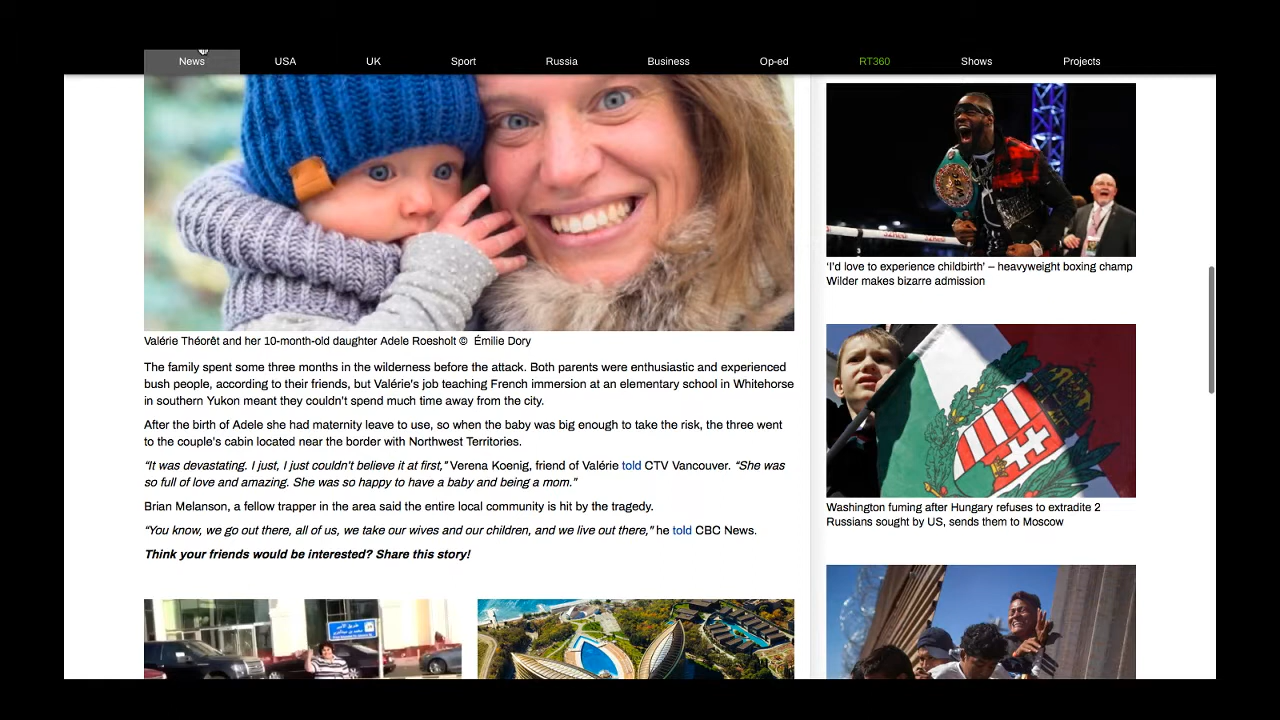 News
USA
UK
Sport
Russia
Business
Op-ed
RT360
Shows
Projects
Valérie Théorêt and her 10-month-old daughter Adele Roesholt © Émilie Dory
The family spent some three months in the wilderness before the attack. Both parents were enthusiastic and experienced
bush people, according to their friends, but Valérie's job teaching French immersion at an elementary school in Whitehorse
in southern Yukon meant they couldn't spend much time away from the city.
After the birth of Adele she had maternity leave to use, so when the baby was big enough to take the risk, the three went
to the couple's cabin located near the border with Northwest Territories.
“It was devastating. I just, I just couldn't believe it at first,” Verena Koenig, friend of Valérie told CTV Vancouver. “She was
so full of love and amazing. She was so happy to have a baby and being a mom.”
Brian Melanson, a fellow trapper in the area said the entire local community is hit by the tragedy.
“You know, we go out there, all of us, we take our wives and our children, and we live out there,” he told CBC News.
Think your friends would be interested? Share this story!
‘I'd love to experience childbirth’ – heavyweight boxing champ
Wilder makes bizarre admission
Washington fuming after Hungary refuses to extradite 2
Russians sought by US, sends them to Moscow